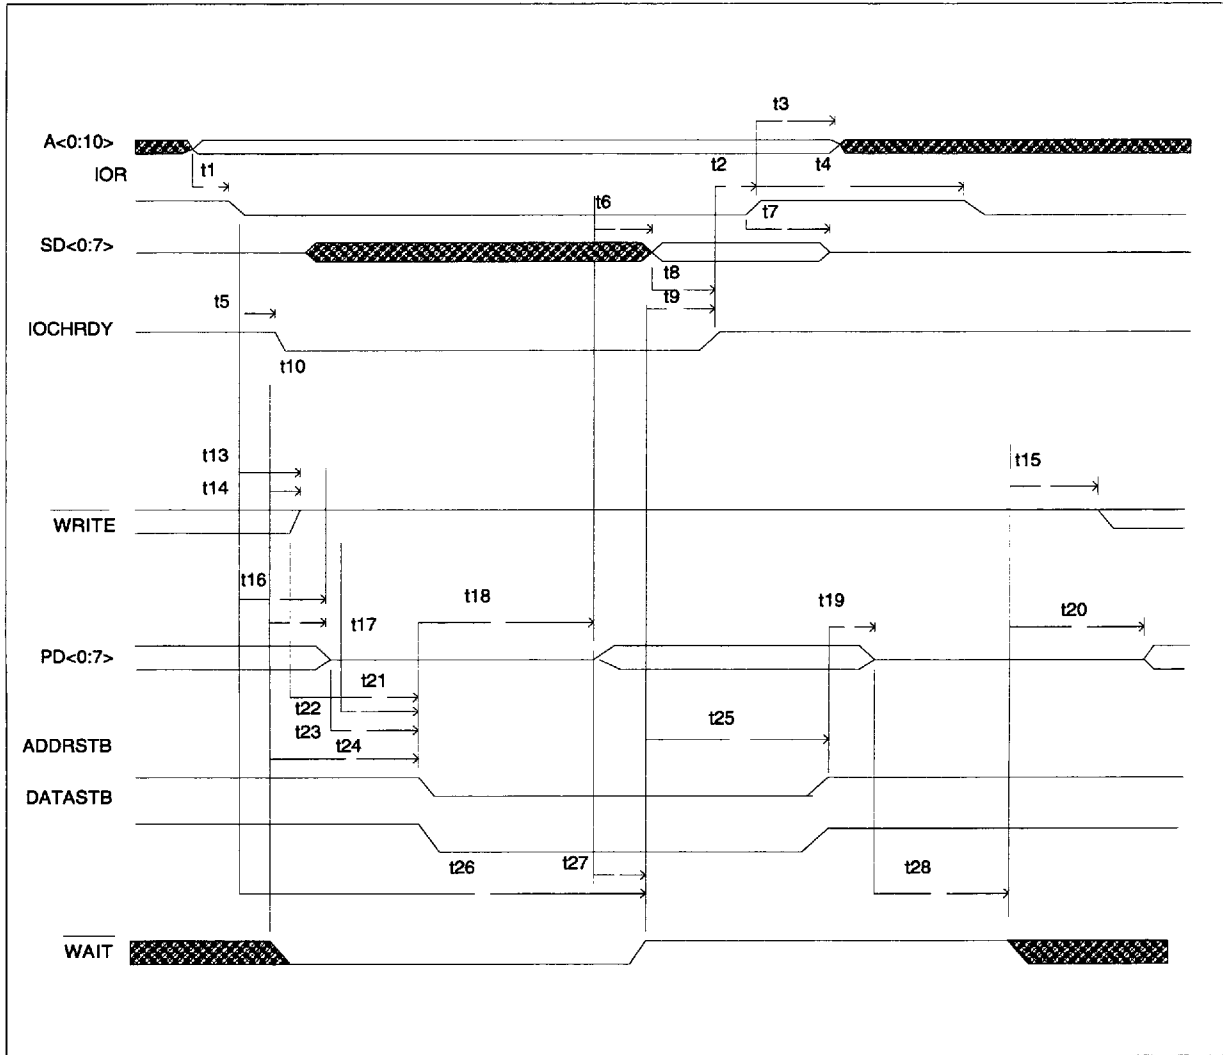 t3
A<0:10>
t1
t2
t4
IOR
t6
t7
SD<0:7>
t8
t5
t9
IOCHRDY
t10
t13
t15
t14
WRITE
t16
t18
t19
t20
t17
PD<0:7>
t21
t22
t23
t25
ADDRSTB
t24
DATASTB
t26
t27
t28
WAIT